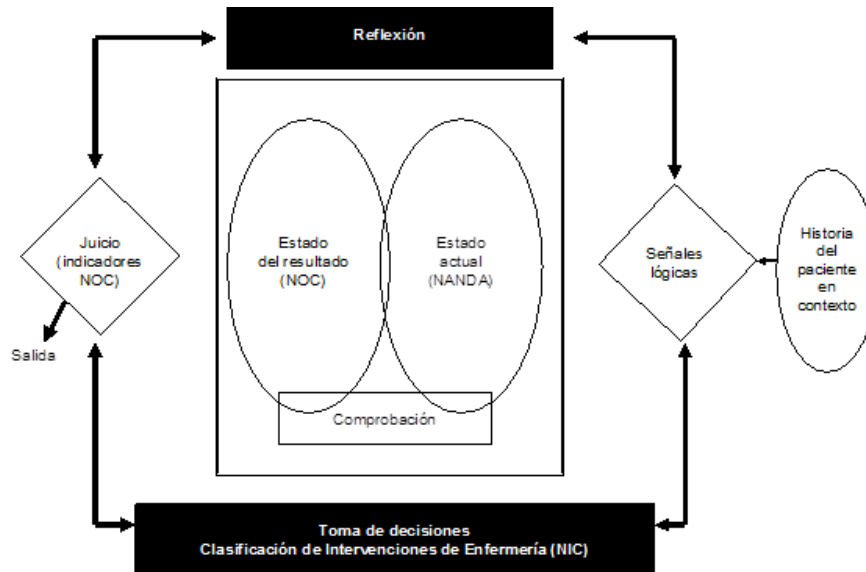 Reflexión
Juicio
(indicadores
NOC)
Salida
Estado
del resultado
(NOC)
Estado
actual
(NANDA)
Comprobación
Señales
lógicas
Historia
del
paciente
en
contexto
Toma de decisiones
Clasificación de Intervenciones de Enfermería (NIC)